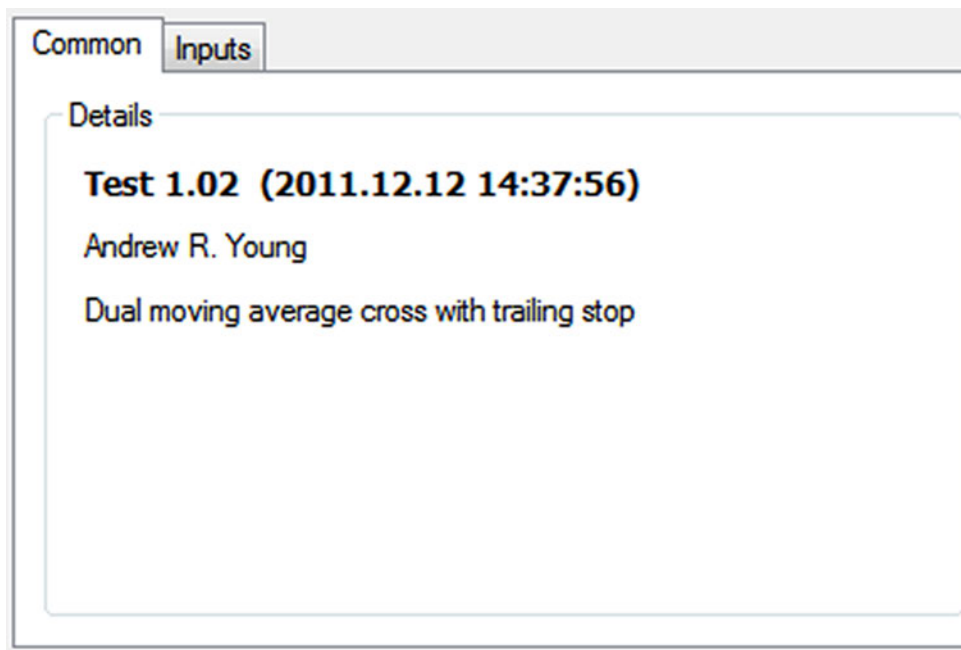 Common
Inputs
Details
Test 1.02 (2011.12.12 14:37:56)
Andrew R. Young
Dual moving average cross with trailing stop